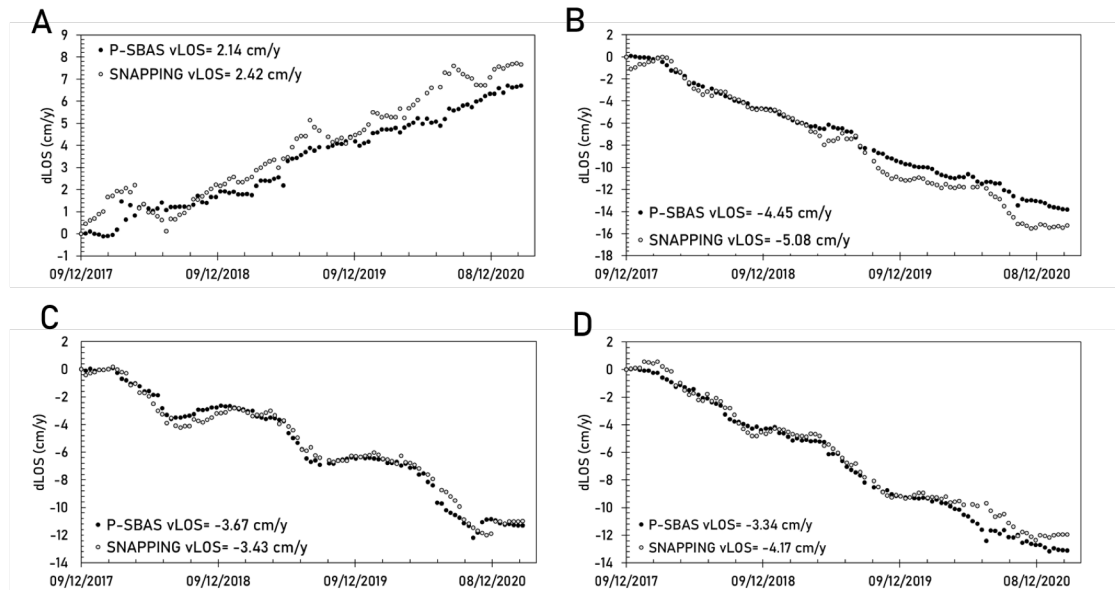 A
9
8
7
6
5
4
3
2
1
0
-1
dLOS (cm/y)
• P-SBAS vLOS= 2.14 cm/y
○ SNAPPING vLOS= 2.42 cm/y
09/12/2017 09/12/2018 09/12/2019 08/12/2020
B
2
0
-2
-4
-6
-8
-10
-12
-14
-16
-18
dLOS (cm/y)
• P-SBAS vLOS= -4.45 cm/y
○ SNAPPING vLOS= -5.08 cm/y
09/12/2017 09/12/2018 09/12/2019 08/12/2020
C
2
0
-2
-4
-6
-8
-10
-12
-14
dLOS (cm/y)
• P-SBAS vLOS= -3.67 cm/y
○ SNAPPING vLOS= -3.43 cm/y
09/12/2017 09/12/2018 09/12/2019 08/12/2020
D
2
0
-2
-4
-6
-8
-10
-12
-14
dLOS (cm/y)
• P-SBAS vLOS= -3.34 cm/y
○ SNAPPING vLOS= -4.17 cm/y
09/12/2017 09/12/2018 09/12/2019 08/12/2020